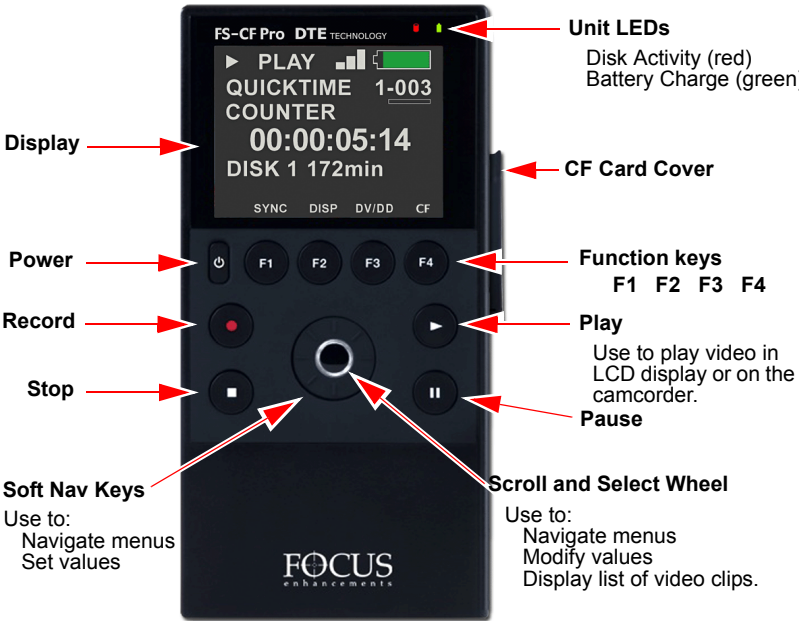 FS-CF Pro DTE TECHNOLOGY
PLAY
QUICKTIME 1-003
COUNTER
00:00:05:14
DISK 1 172min
SYNC DISP DV/DD CF
F1 F2 F3 F4
FOCUS
enhancements
Unit LEDs
Disk Activity (red)
Battery Charge (green)
Display
CF Card Cover
Power
Function keys
F1 F2 F3 F4
Record
Play
Use to play video in
LCD display or on the
camcorder.
Stop
Pause
Soft Nav Keys
Use to:
Navigate menus
Set values
Scroll and Select Wheel
Use to:
Navigate menus
Modify values
Display list of video clips.